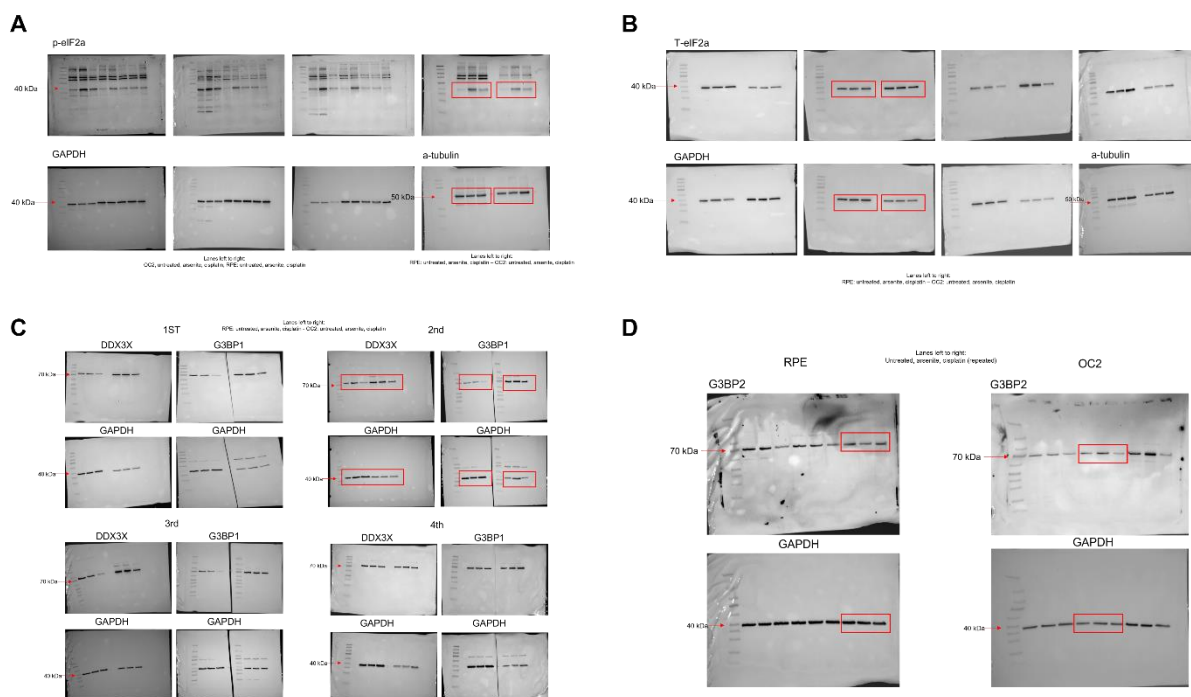 A
p-eIF2a
40 kDa
GAPDH
a-tubulin
40 kDa
50 kDa
Lanes left to right:
OC2, untreated, arsenite, cisplatin, RPE: untreated, arsenite, cisplatin
Lanes left to right:
RPE: untreated, arsenite, cisplatin – OC2: untreated, arsenite, cisplatin
B
T-eIF2a
40 kDa
GAPDH
a-tubulin
40 kDa
50 kDa
Lanes left to right:
RPE: untreated, arsenite, cisplatin – OC2: untreated, arsenite, cisplatin
C
Lanes left to right:
RPE: untreated, arsenite, cisplatin - OC2: untreated, arsenite, cisplatin
1ST
2nd
DDX3X
G3BP1
DDX3X
G3BP1
70 kDa
70 kDa
GAPDH
GAPDH
GAPDH
GAPDH
40 kDa
40 kDa
3rd
4th
DDX3X
G3BP1
DDX3X
G3BP1
70 kDa
70 kDa
GAPDH
GAPDH
GAPDH
GAPDH
40 kDa
40 kDa
D
Lanes left to right:
Untreated, arsenite, cisplatin (repeated)
RPE
OC2
G3BP2
G3BP2
70 kDa
70 kDa
GAPDH
GAPDH
40 kDa
40 kDa